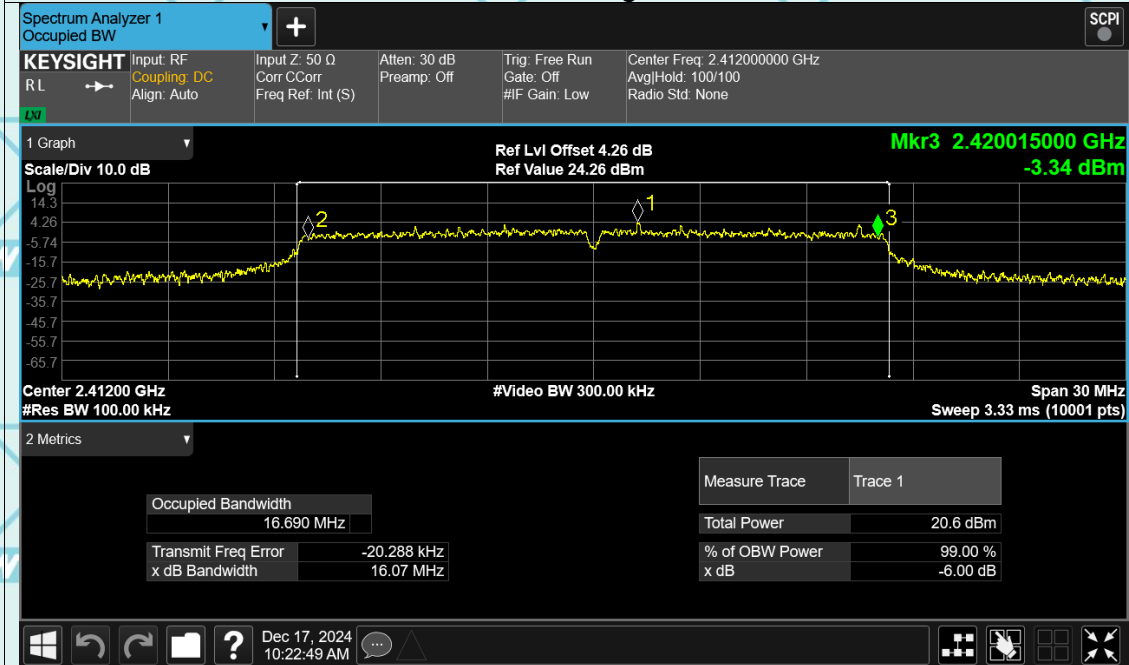 Spectrum Analyzer 1
Occupied BW
SCPI
KEYSIGHT
RL
LXI
Input: RF
Coupling: DC
Align: Auto
Input Z: 50 Ω
Corr CCorr
Freq Ref: Int (S)
Atten: 30 dB
Preamp: Off
Trig: Free Run
Gate: Off
#IF Gain: Low
Center Freq: 2.412000000 GHz
Avg|Hold: 100/100
Radio Std: None
1 Graph
Scale/Div 10.0 dB
Ref Lvl Offset 4.26 dB
Ref Value 24.26 dBm
Mkr3 2.420015000 GHz
-3.34 dBm
Log
14.3
4.26
-5.74
-15.7
-25.7
-35.7
-45.7
-55.7
-65.7
2
1
3
Center 2.41200 GHz
#Video BW 300.00 kHz
Span 30 MHz
#Res BW 100.00 kHz
Sweep 3.33 ms (10001 pts)
2 Metrics
Occupied Bandwidth
16.690 MHz
Transmit Freq Error -20.288 kHz
x dB Bandwidth 16.07 MHz
Measure Trace Trace 1
Total Power 20.6 dBm
% of OBW Power 99.00 %
x dB -6.00 dB
?
Dec 17, 2024
10:22:49 AM